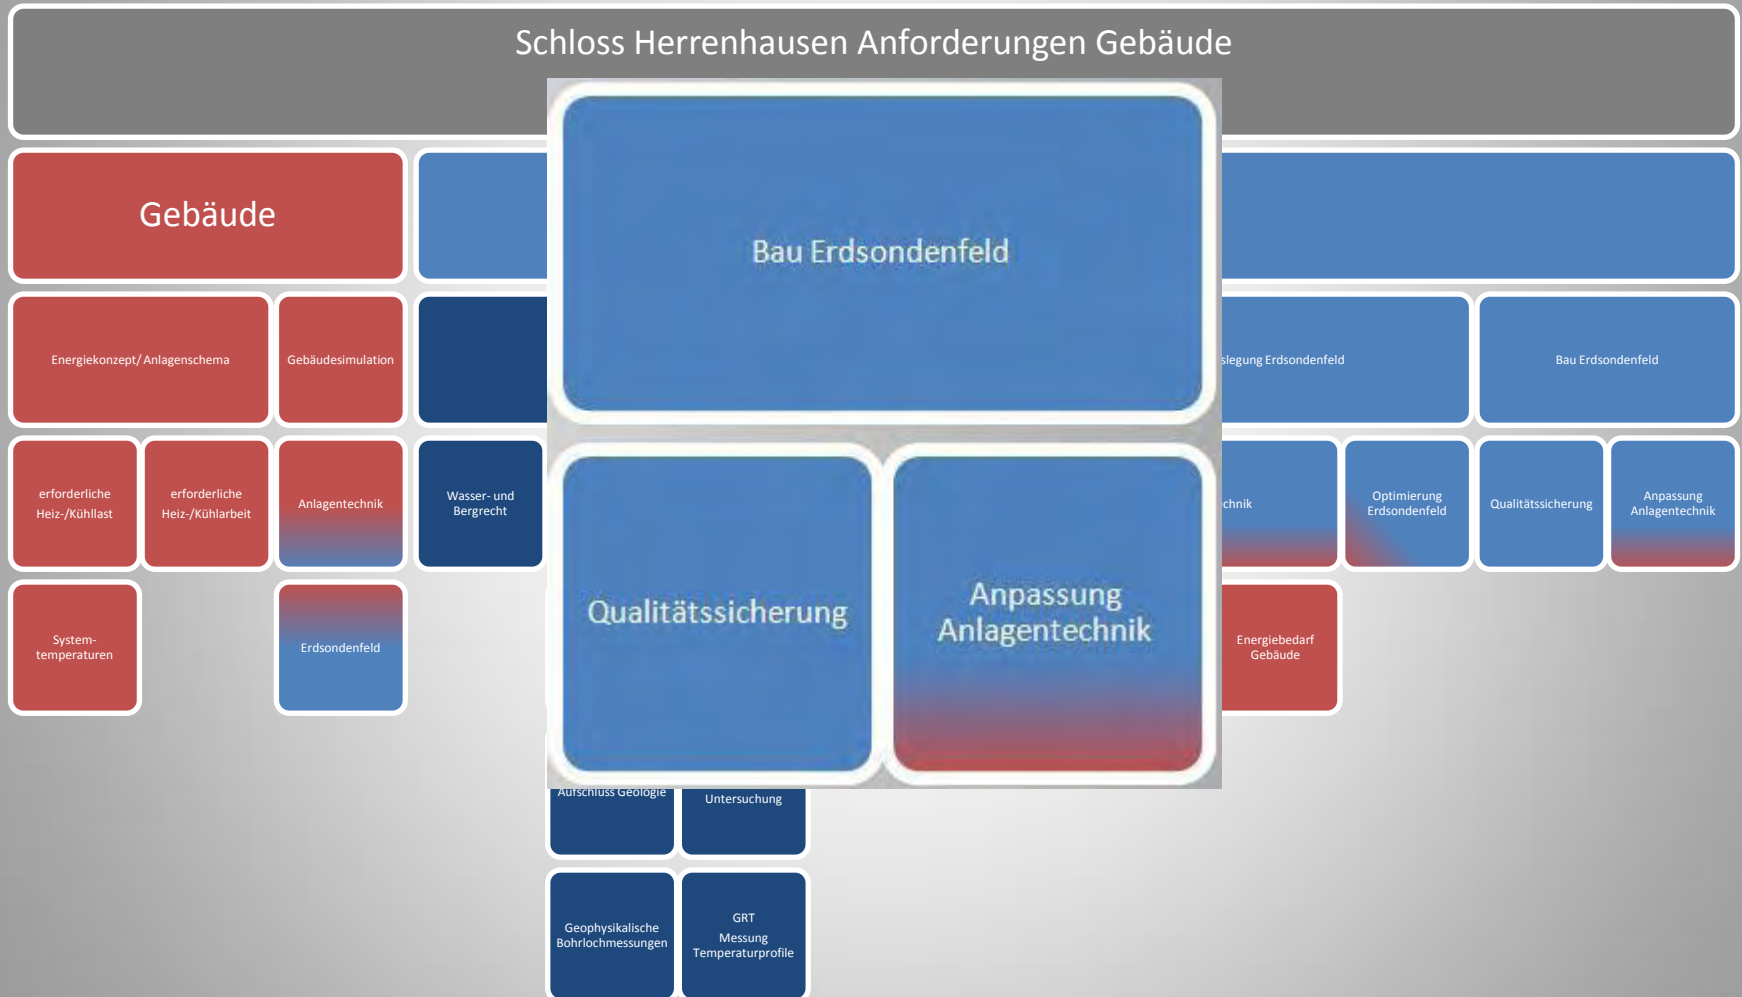 Schloss Herrenhausen Anforderungen Gebäude
Gebäude
Bau Erdsondenfeld
Qualitätssicherung
Anpassung
Anlagentechnik
Energiekonzept/ Anlagenschema
Gebäudesimulation
Erdsondenfeld
Bau Erdsondenfeld
erforderliche
Heiz-/Kühllast
erforderliche
Heiz-/Kühlarbeit
Anlagentechnik
Wasser- und
Bergrecht
Optimierung
Erdsondenfeld
Qualitätssicherung
Anpassung
Anlagentechnik
System-
temperaturen
Erdsondenfeld
Energiebedarf
Gebäude
Aufschluss Geologie
Untersuchung
Geophysikalische
Bohrlochmessungen
GRT
Messung
Temperaturprofile